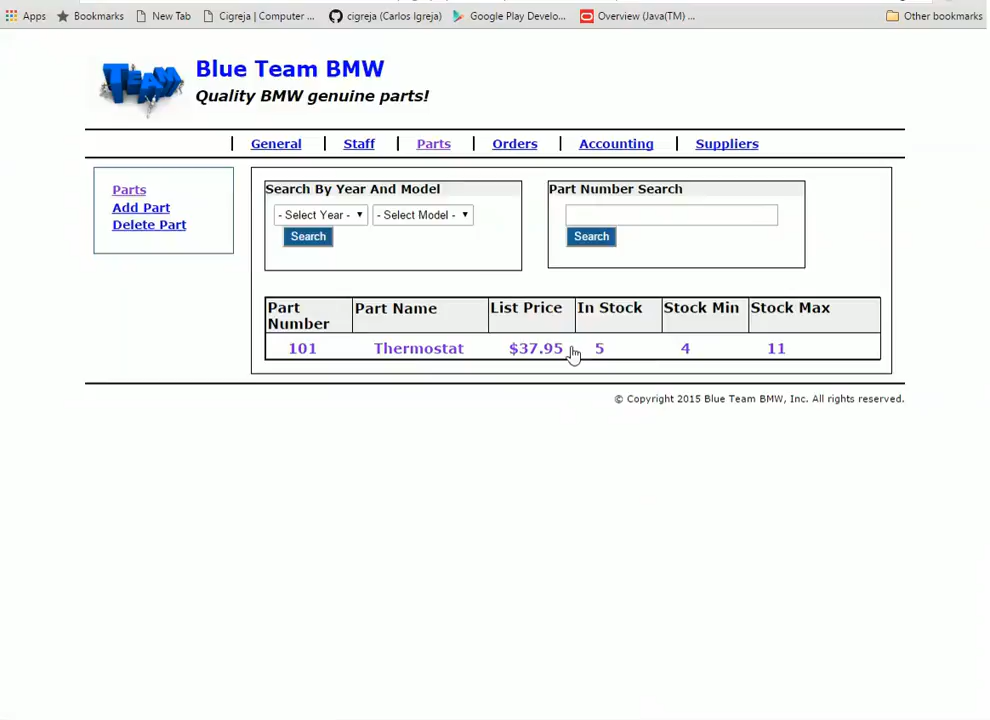 Apps Bookmarks New Tab Cigreja | Computer ... cigreja (Carlos Igreja) Google Play Develo... Overview (Java(TM) ... Other bookmarks
TEAM
Blue Team BMW
Quality BMW genuine parts!
General Staff Parts Orders Accounting Suppliers
Parts
Add Part
Delete Part
Search By Year And Model
- Select Year - - Select Model -
Search
Part Number Search
Search
Part Number Part Name List Price In Stock Stock Min Stock Max
101 Thermostat $37.95 5 4 11
© Copyright 2015 Blue Team BMW, Inc. All rights reserved.